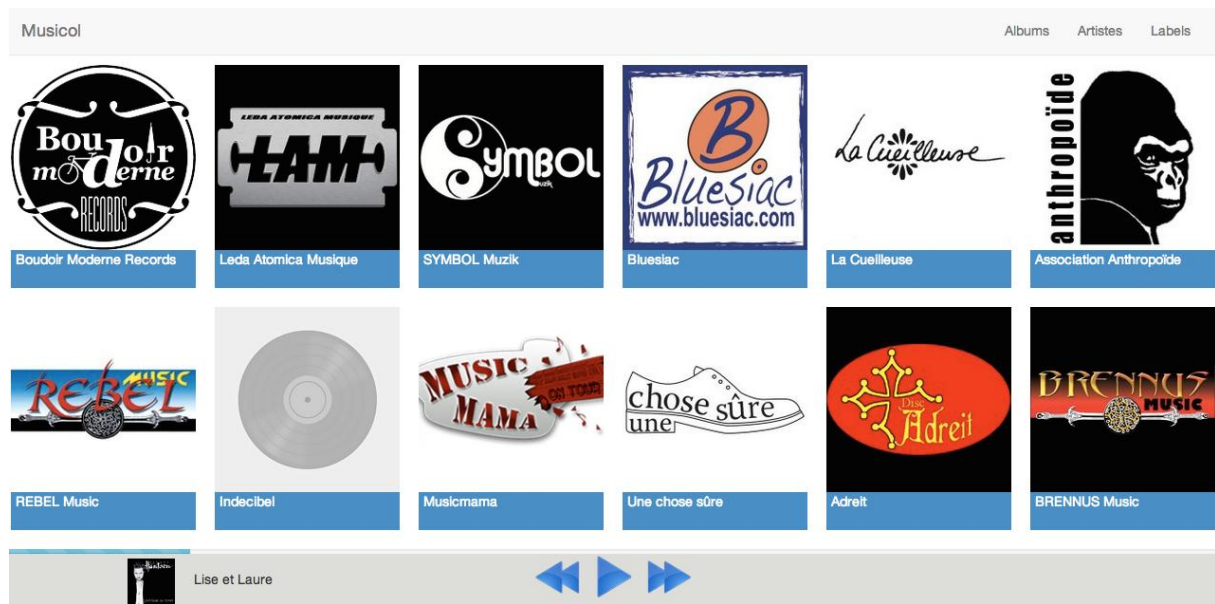 Musicol
Albums Artistes Labels
Boudoir
moderne
RECORDS
LEDA ATOMICA MUSIQUE
LAM
SYMBOL
uzik
B
Bluesiac
www.bluesiac.com
La Cueilleuse
anthropoïde
Boudoir Moderne Records
Leda Atomica Musique
SYMBOL Muzik
Bluesiac
La Cueilleuse
Association Anthropoïde
MUSIC
REBEL
MUSIC
MAMA
ON TOUR
chose sûre
une
Disc
Adreit
BRENNUS
MUSIC
REBEL Music
Indecibel
Musicmama
Une chose sûre
Adreit
BRENNUS Music
Lise et Laure